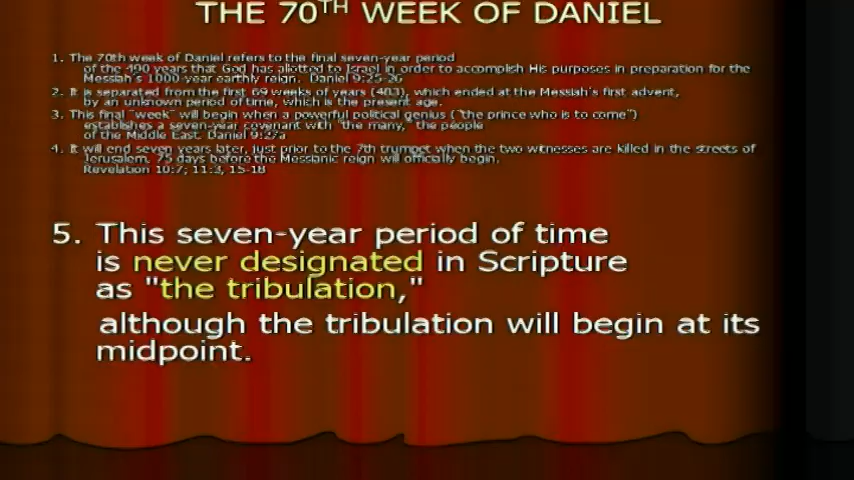 THE 70TH WEEK OF DANIEL
1. The 70th week of Daniel refers to the final seven-year period
of the 490 years that God has allotted to Israel in order to accomplish His purposes in preparation for the
Messiah's 1000-year earthly reign. Daniel 9:25-26
2. It is separated from the first 69 weeks of years (483), which ended at the Messiah's first advent,
by an unknown period of time, which is the present age.
3. This final "week" will begin when a powerful political genius ("the prince who is to come")
establishes a seven-year covenant with "the many," the people
of the Middle East. Daniel 9:27a
4. It will end seven years later, just prior to the 7th trumpet when the two witnesses are killed in the streets of
Jerusalem, 75 days before the Messianic reign will officially begin.
Revelation 10:7; 11:3, 15-18
5. This seven-year period of time
is never designated in Scripture
as "the tribulation,"
although the tribulation will begin at its
midpoint.